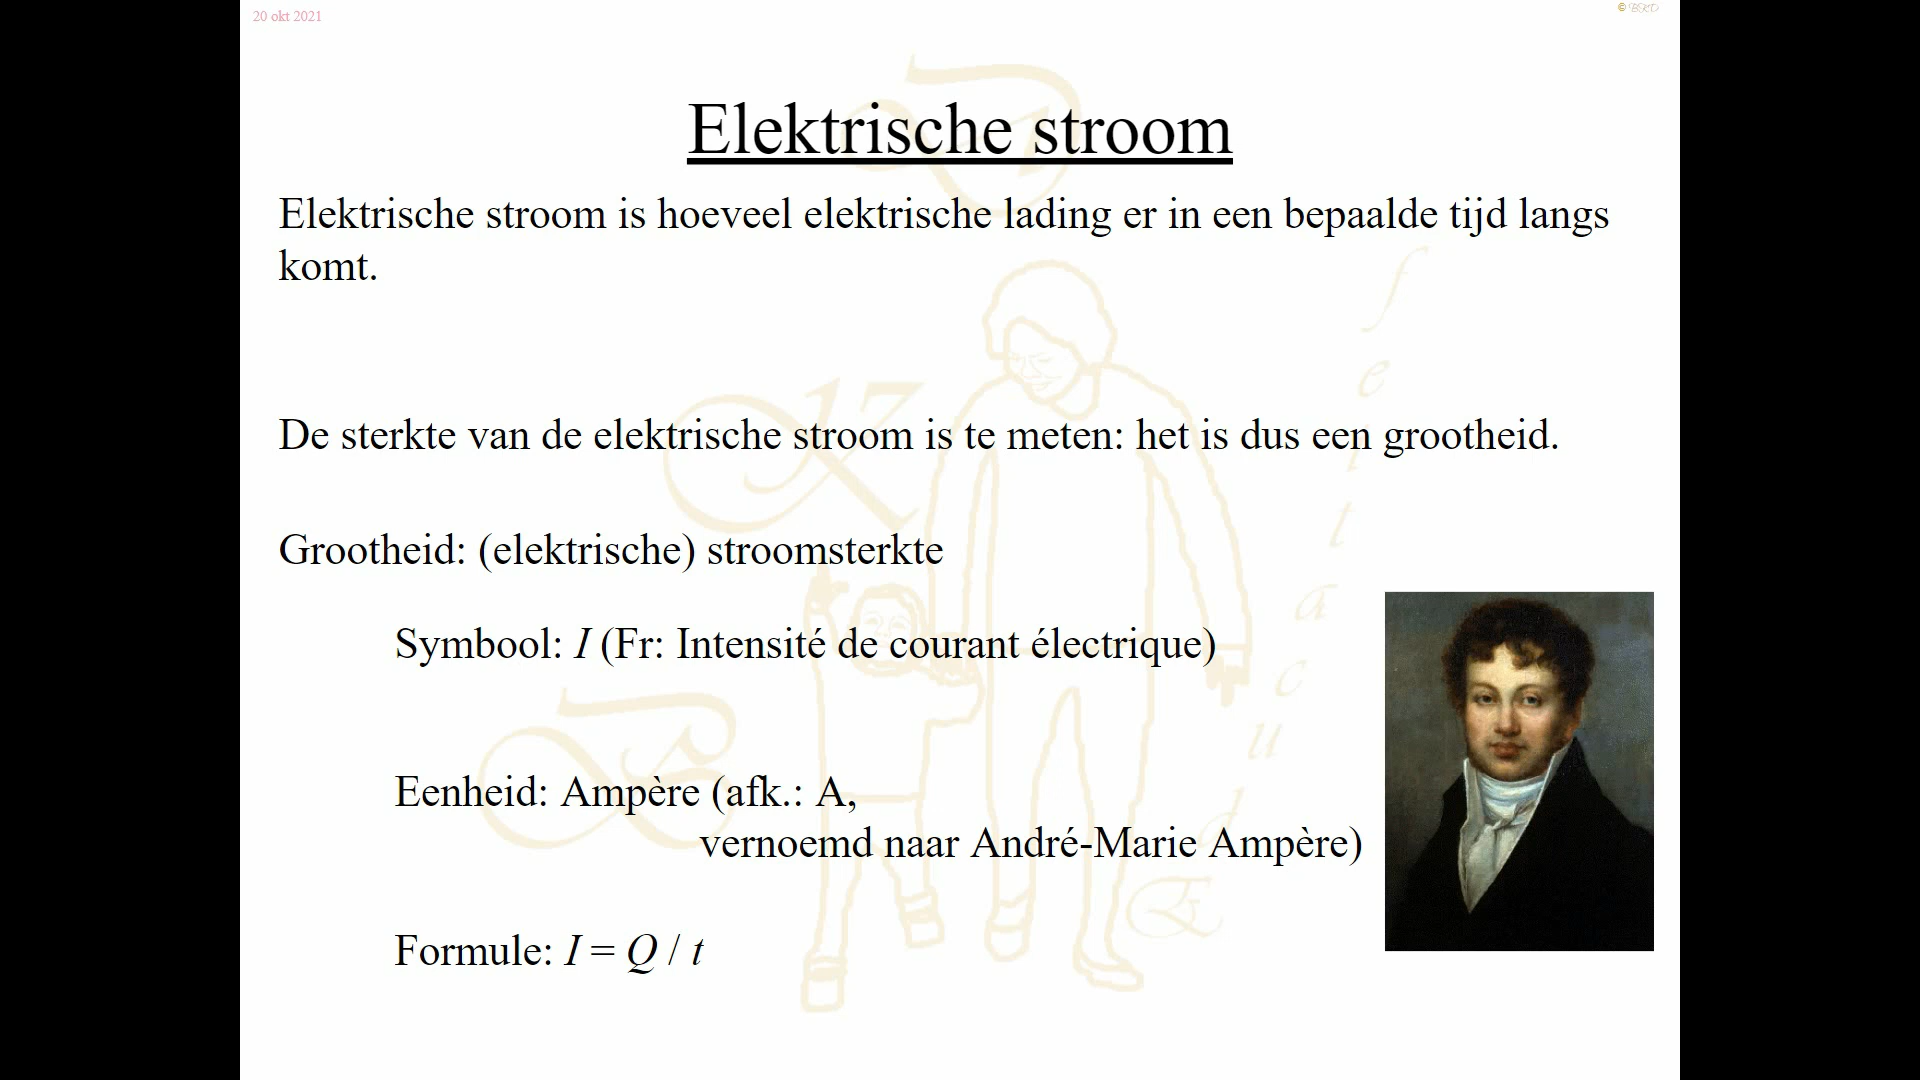 20 okt 2021
© BKD
Elektrische stroom
Elektrische stroom is hoeveel elektrische lading er in een bepaalde tijd langs
komt.
De sterkte van de elektrische stroom is te meten: het is dus een grootheid.
Grootheid: (elektrische) stroomsterkte
Symbool: I (Fr: Intensité de courant électrique)
Eenheid: Ampère (afk.: A,
vernoemd naar André-Marie Ampère)
Formule: I = Q / t